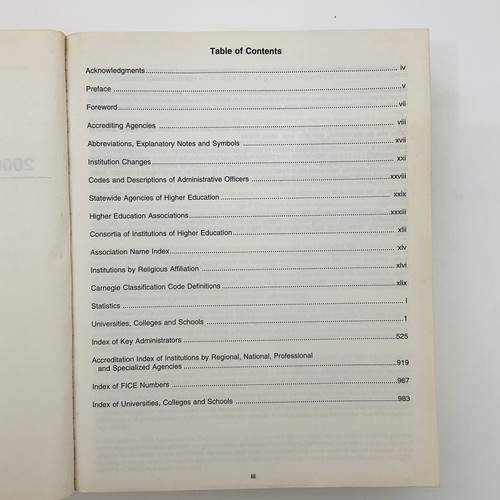 Table of Contents
Acknowledgments................iv
Preface................v
Foreword................vii
Accrediting Agencies ................viii
Abbreviations, Explanatory Notes and Symbols ................xvii
Institution Changes................xxi
Codes and Descriptions of Administrative Officers ................xxviii
Statewide Agencies of Higher Education................xxix
Higher Education Associations................xxxiii
Consortia of Institutions of Higher Education................xlii
Association Name Index................xlv
Institutions by Religious Affiliation ................xlvi
Carnegie Classification Code Definitions................xlix
Statistics ................l
Universities, Colleges and Schools ................1
Index of Key Administrators................525
Accreditation Index of Institutions by Regional, National, Professional
and Specialized Agencies................919
Index of FICE Numbers ................967
Index of Universities, Colleges and Schools ................983
iii